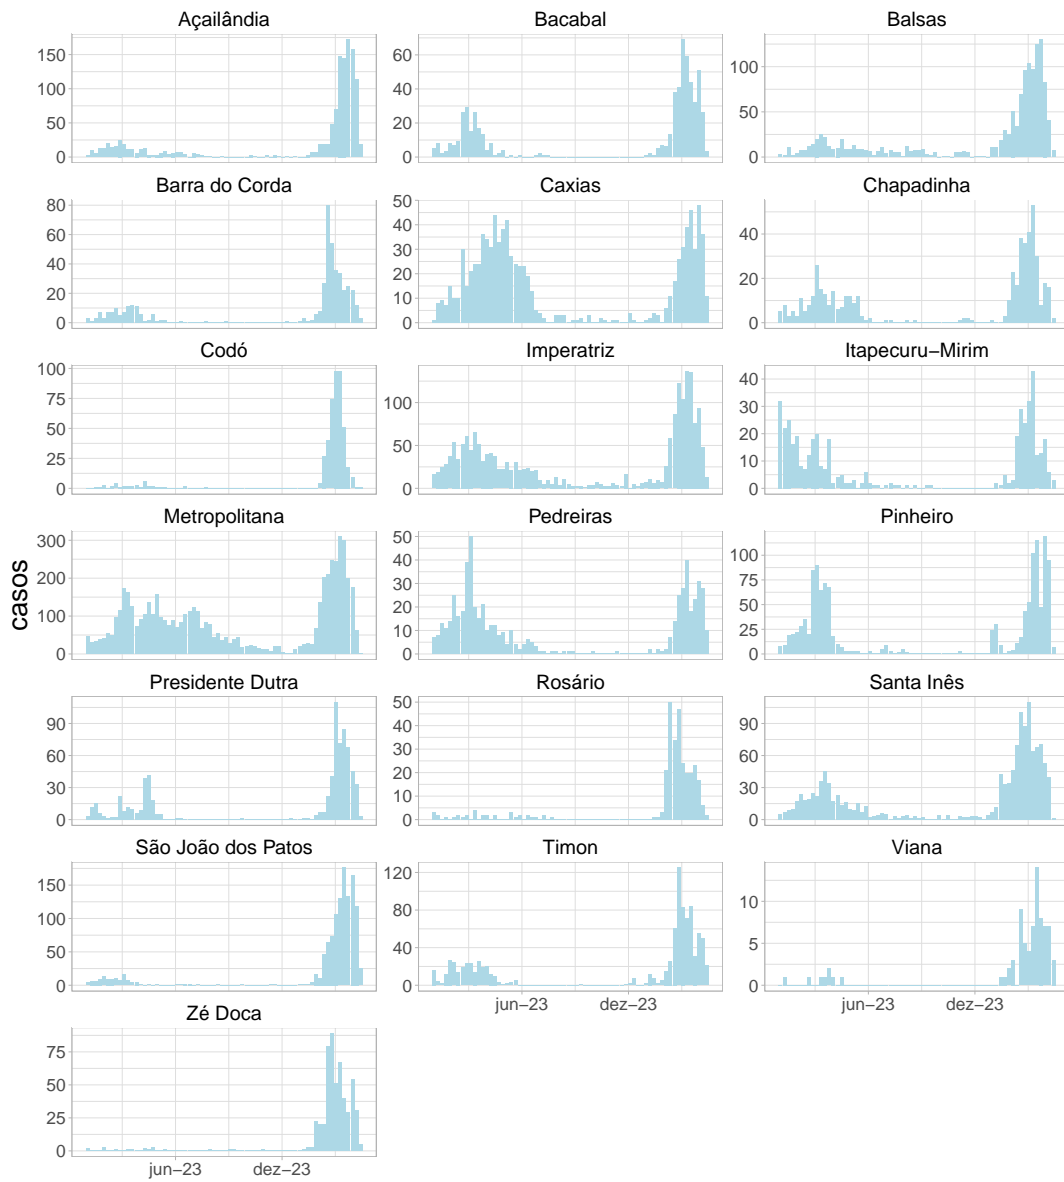 Açailândia Bacabal Balsas
150 100 50 0
60 40 20 0
100 50 0
Barra do Corda Caxias Chapadinha
80 60 40 20 0
50 40 30 20 10 0
40 20 0
Codó Imperatriz Itapecuru−Mirim
100 75 50 25 0
100 50 0
40 30 20 10 0
Metropolitana Pedreiras Pinheiro
300 200 100 0
50 40 30 20 10 0
100 75 50 25 0
casos
Presidente Dutra Rosário Santa Inês
90 60 30 0
50 40 30 20 10 0
90 60 30 0
São João dos Patos Timon Viana
150 100 50 0
120 80 40 0
10 5 0
jun−23 dez−23 jun−23 dez−23
Zé Doca
75 50 25 0
jun−23 dez−23